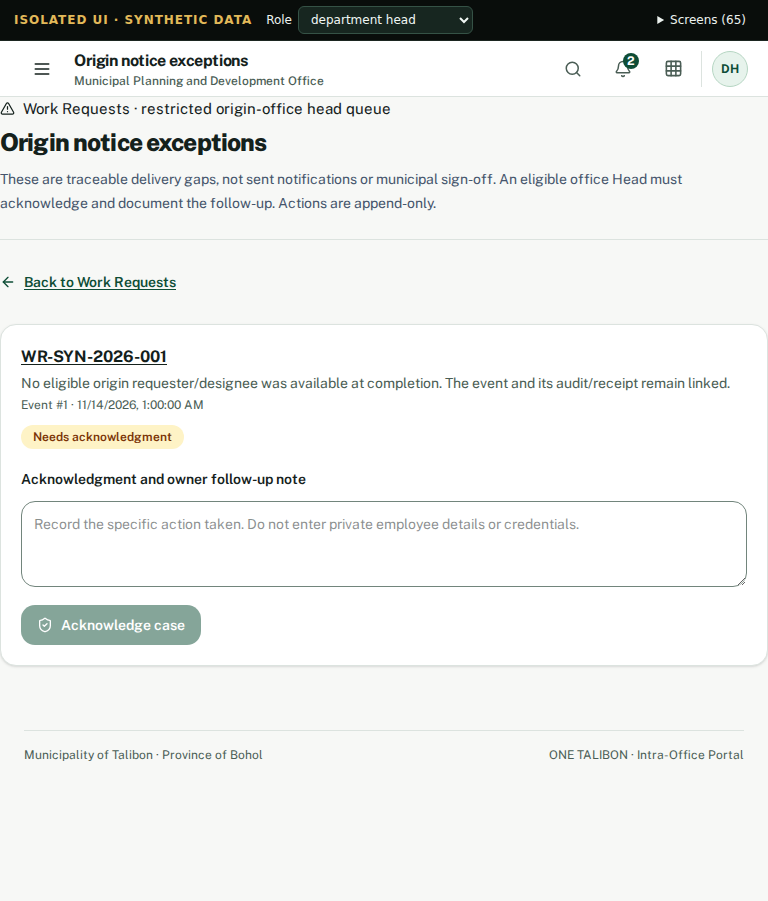 ISOLATED UI · SYNTHETIC DATA Role department head Screens (65)
Origin notice exceptions
Municipal Planning and Development Office
2
DH
Work Requests · restricted origin-office head queue
Origin notice exceptions
These are traceable delivery gaps, not sent notifications or municipal sign-off. An eligible office Head must
acknowledge and document the follow-up. Actions are append-only.
Back to Work Requests
WR-SYN-2026-001
No eligible origin requester/designee was available at completion. The event and its audit/receipt remain linked.
Event #1 · 11/14/2026, 1:00:00 AM
Needs acknowledgment
Acknowledgment and owner follow-up note
Record the specific action taken. Do not enter private employee details or credentials.
Acknowledge case
Municipality of Talibon · Province of Bohol ONE TALIBON · Intra-Office Portal